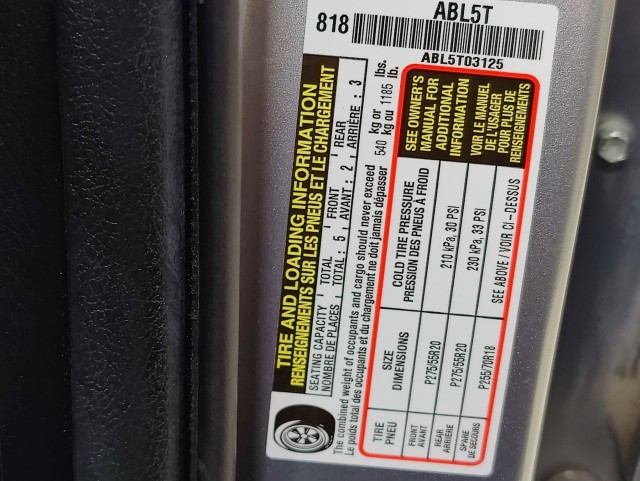 818
ABL5T
ABL5T03125
TIRE AND LOADING INFORMATION
RENSEIGNEMENTS SUR LES PNEUS ET LE CHARGEMENT
SEATING CAPACITY TOTAL: 5, FRONT : 2, REAR : 3
NOMBRE DE PLACES TOTAL: 5, AVANT : 2, ARRIÈRE : 3
The combined weight of occupants and cargo should never exceed 540 kg or 1185 lbs.
Le poids total des occupants et du chargement ne doit jamais dépasser 540 kg ou 1185 lb.
TIRE SIZE COLD TIRE PRESSURE
PNEU DIMENSIONS PRESSION DES PNEUS À FROID
FRONT
AVANT P275/55R20 210 kPa, 30 PSI
REAR
ARRIÈRE P275/55R20 230 kPa, 33 PSI
SPARE
DE SECOURS P255/70R18 SEE ABOVE / VOIR CI-DESSUS
SEE OWNER'S
MANUAL FOR
ADDITIONAL
INFORMATION
VOIR LE MANUEL
DE L'USAGER
POUR PLUS DE
RENSEIGNEMENTS